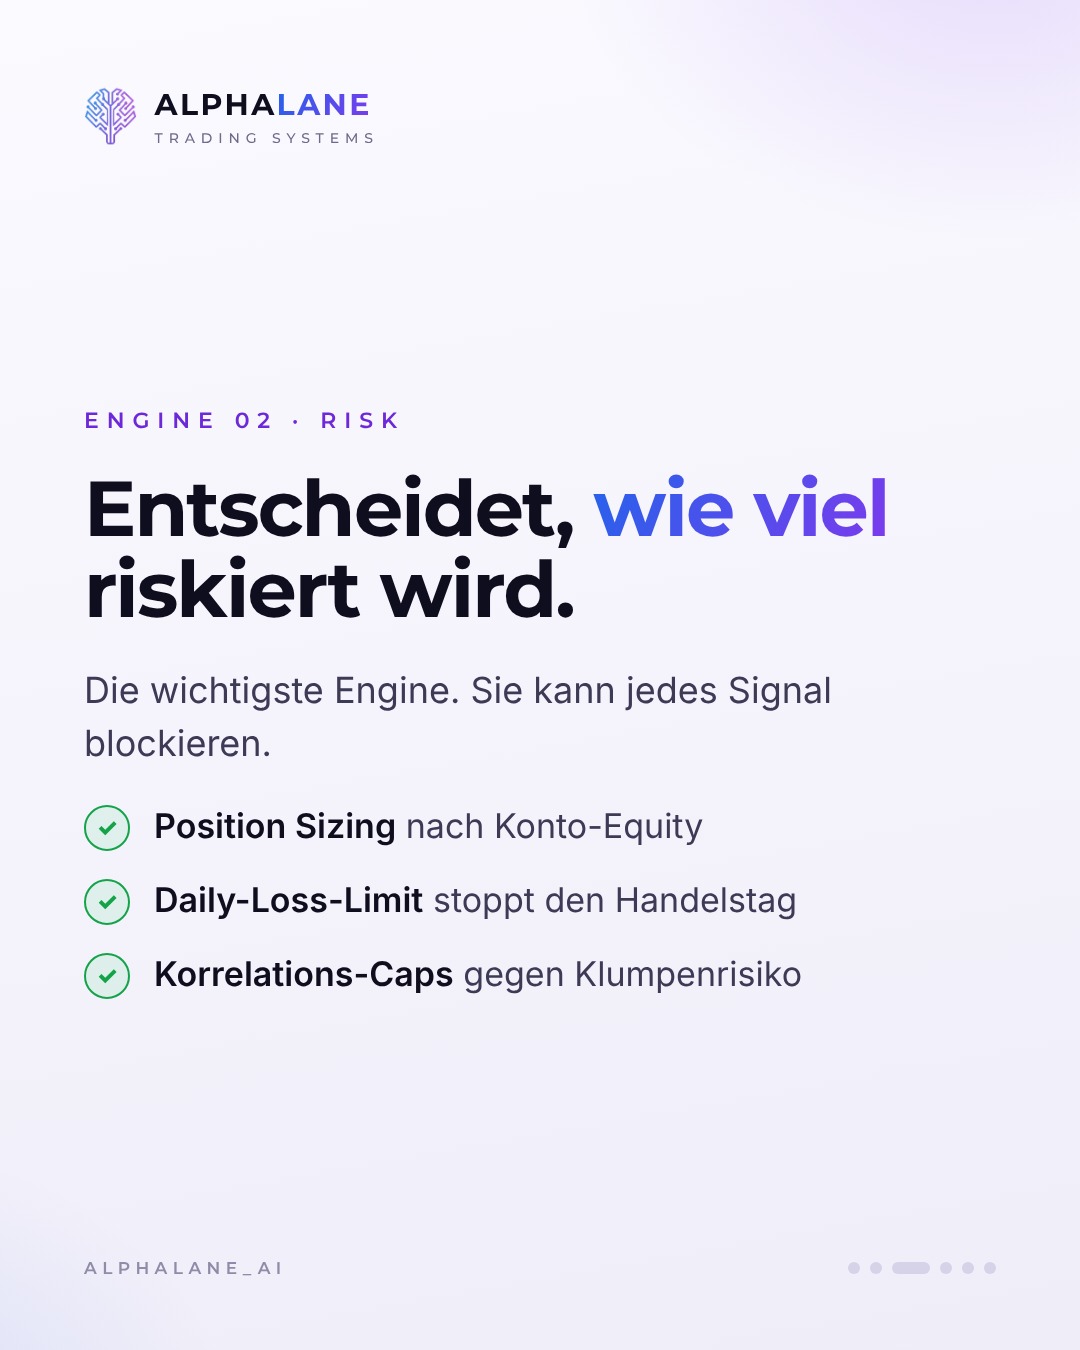 ALPHALANE
TRADING SYSTEMS
ENGINE 02 · RISK
Entscheidet, wie viel
riskiert wird.
Die wichtigste Engine. Sie kann jedes Signal
blockieren.
Position Sizing nach Konto-Equity
Daily-Loss-Limit stoppt den Handelstag
Korrelations-Caps gegen Klumpenrisiko
ALPHALANE_AI